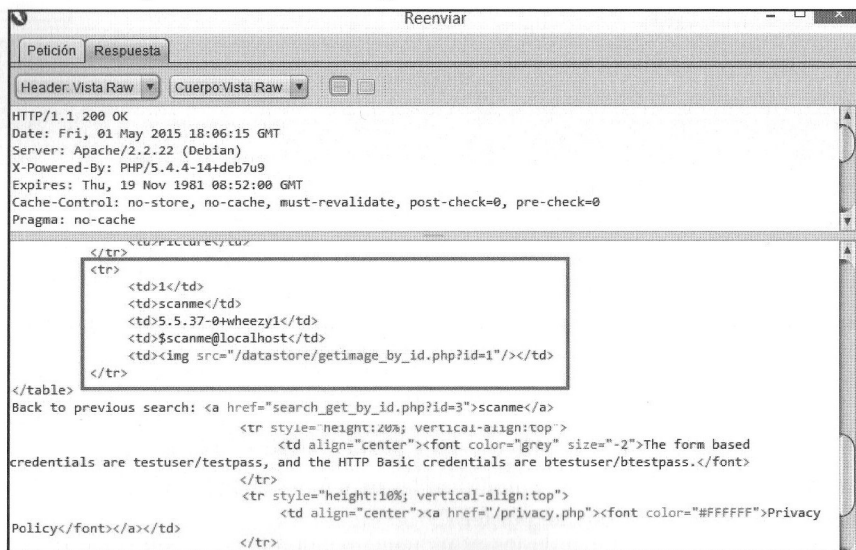 Reenviar
Petición Respuesta
Header: Vista Raw Cuerpo:Vista Raw
HTTP/1.1 200 OK
Date: Fri, 01 May 2015 18:06:15 GMT
Server: Apache/2.2.22 (Debian)
X-Powered-By: PHP/5.4.4-14+deb7u9
Expires: Thu, 19 Nov 1981 08:52:00 GMT
Cache-Control: no-store, no-cache, must-revalidate, post-check=0, pre-check=0
Pragma: no-cache
<td>Picture</td>
</tr>
<tr>
<td>1</td>
<td>scanme</td>
<td>5.5.37-0+wheezy1</td>
<td>$scanme@localhost</td>
<td><img src="/datastore/getimage_by_id.php?id=1"/></td>
</tr>
</table>
Back to previous search: <a href="search_get_by_id.php?id=3">scanme</a>
<tr style="height:20%; vertical-align:top">
<td align="center"><font color="grey" size="-2">The form based
credentials are testuser/testpass, and the HTTP Basic credentials are btestuser/btestpass.</font>
</tr>
<tr style="height:10%; vertical-align:top">
<td align="center"><a href="/privacy.php"><font color="#FFFFFF">Privacy
Policy</font></a></td>
</tr>